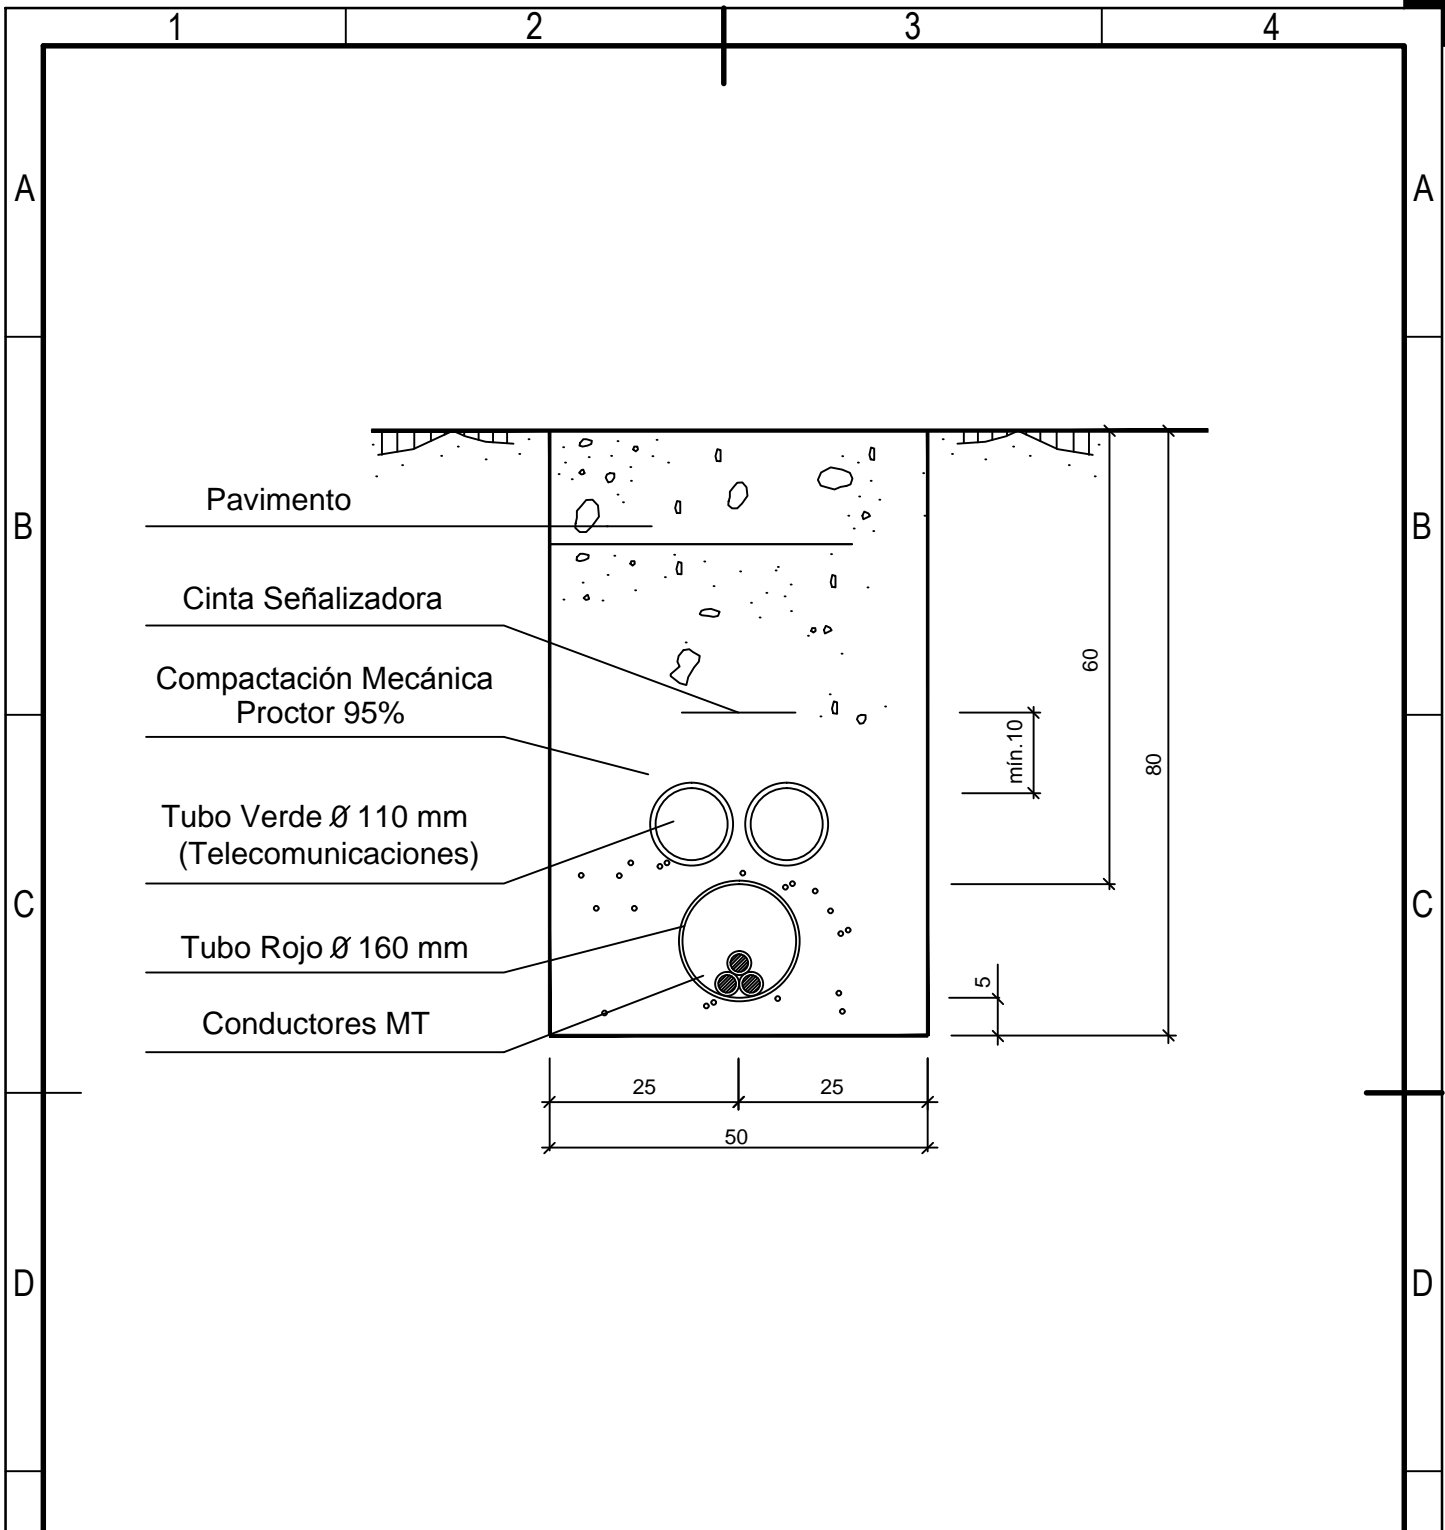 1 2 3 4
A A
B B
C C
D D
Pavimento
Cinta Señalizadora
Compactación Mecánica
Proctor 95%
Tubo Verde Ø 110 mm
(Telecomunicaciones)
Tubo Rojo Ø 160 mm
Conductores MT
60
mín.10
80
5
25 25
50